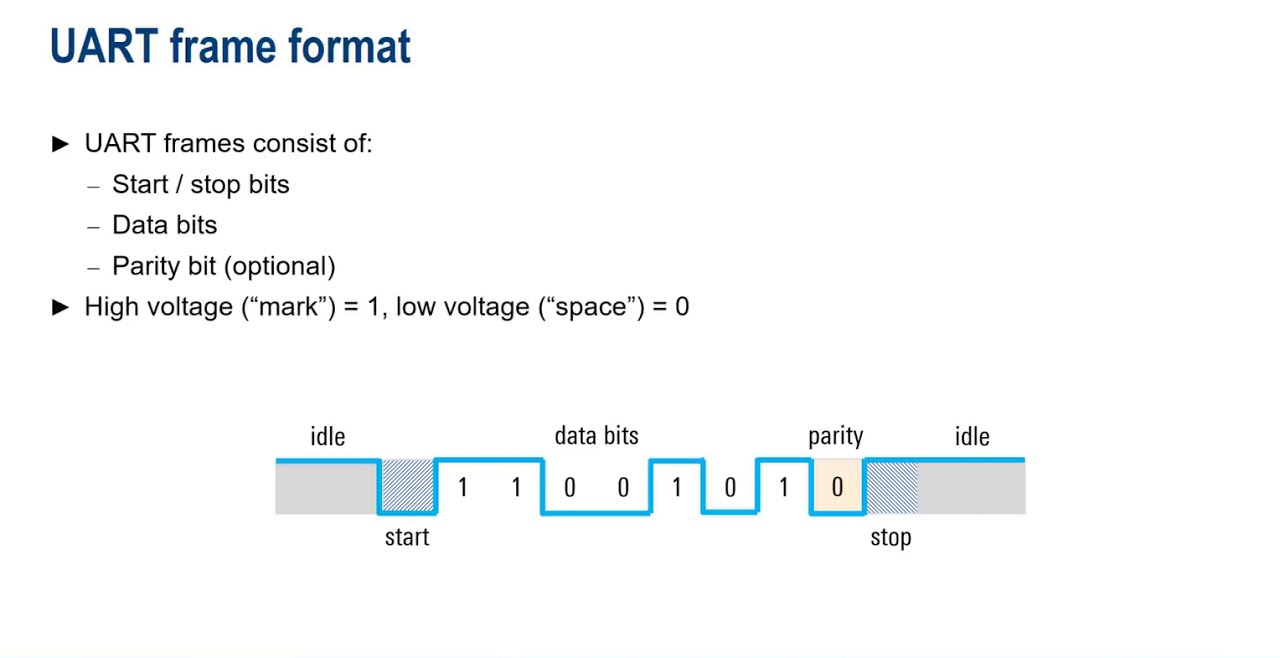 UART frame format
► UART frames consist of:
– Start / stop bits
– Data bits
– Parity bit (optional)
► High voltage (“mark”) = 1, low voltage (“space”) = 0
idle data bits parity idle
1 1 0 0 1 0 1 0
start stop